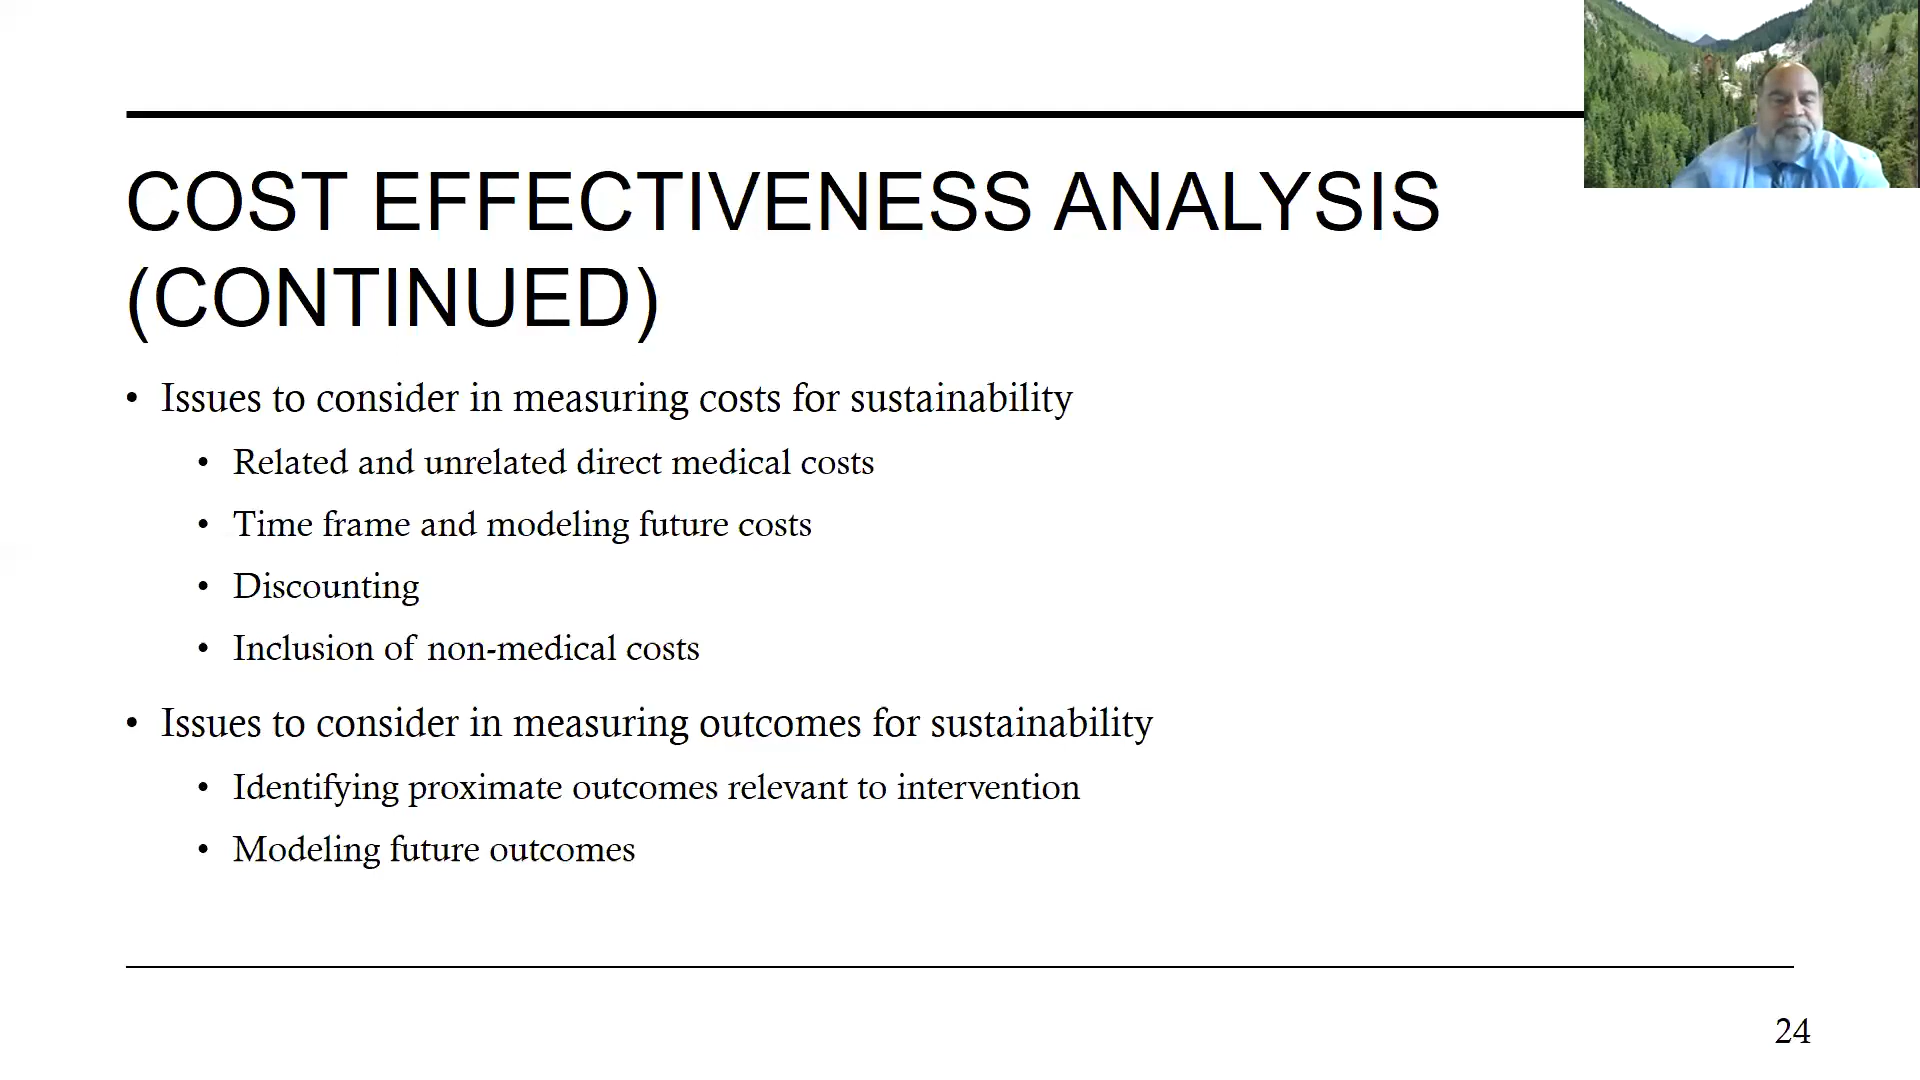 COST EFFECTIVENESS ANALYSIS
(CONTINUED)
• Issues to consider in measuring costs for sustainability
• Related and unrelated direct medical costs
• Time frame and modeling future costs
• Discounting
• Inclusion of non-medical costs
• Issues to consider in measuring outcomes for sustainability
• Identifying proximate outcomes relevant to intervention
• Modeling future outcomes
24